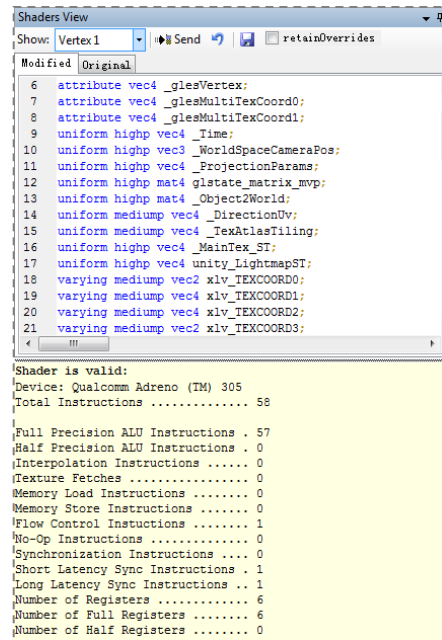 Shaders View
Show: Vertex 1 Send retainOverrides
Modified Original
6 attribute vec4 _glesVertex;
7 attribute vec4 _glesMultiTexCoord0;
8 attribute vec4 _glesMultiTexCoord1;
9 uniform highp vec4 _Time;
10 uniform highp vec3 _WorldSpaceCameraPos;
11 uniform highp vec4 _ProjectionParams;
12 uniform highp mat4 glstate_matrix_mvp;
13 uniform highp mat4 _Object2World;
14 uniform mediump vec4 _DirectionUv;
15 uniform mediump vec4 _TexAtlasTiling;
16 uniform highp vec4 _MainTex_ST;
17 uniform highp vec4 unity_LightmapST;
18 varying mediump vec2 xlv_TEXCOORD0;
19 varying mediump vec4 xlv_TEXCOORD1;
20 varying mediump vec4 xlv_TEXCOORD2;
21 varying mediump vec2 xlv_TEXCOORD3;
Shader is valid:
Device: Qualcomm Adreno (TM) 305
Total Instructions .............. 58
Full Precision ALU Instructions . 57
Half Precision ALU Instructions . 0
Interpolation Instructions ...... 0
Texture Fetches ................. 0
Memory Load Instructions ........ 0
Memory Store Instructions ....... 0
Flow Control Instuctions ........ 1
No-Op Instructions .............. 0
Synchronization Instructions .... 0
Short Latency Sync Instructions . 1
Long Latency Sync Instructions .. 1
Number of Registers ............. 6
Number of Full Registers ........ 6
Number of Half Registers ........ 0